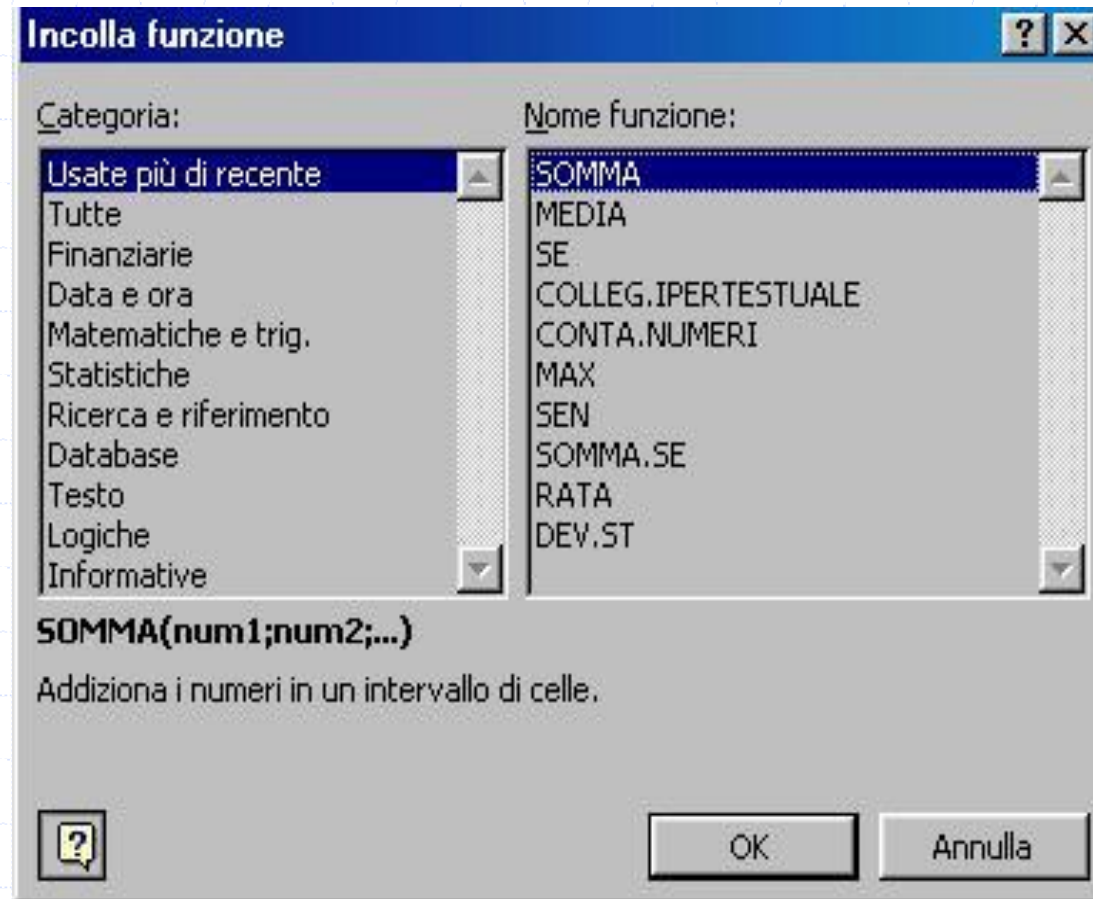 Incolla funzione
Categoria:
Usate più di recente
Tutte
Finanziarie
Data e ora
Matematiche e trig.
Statistiche
Ricerca e riferimento
Database
Testo
Logiche
Informative
Nome funzione:
SOMMA
MEDIA
SE
COLLEG.IPERTESTUALE
CONTA.NUMERI
MAX
SEN
SOMMA.SE
RATA
DEV.ST
SOMMA(num1;num2;...)
Addiziona i numeri in un intervallo di celle.
OK
Annulla